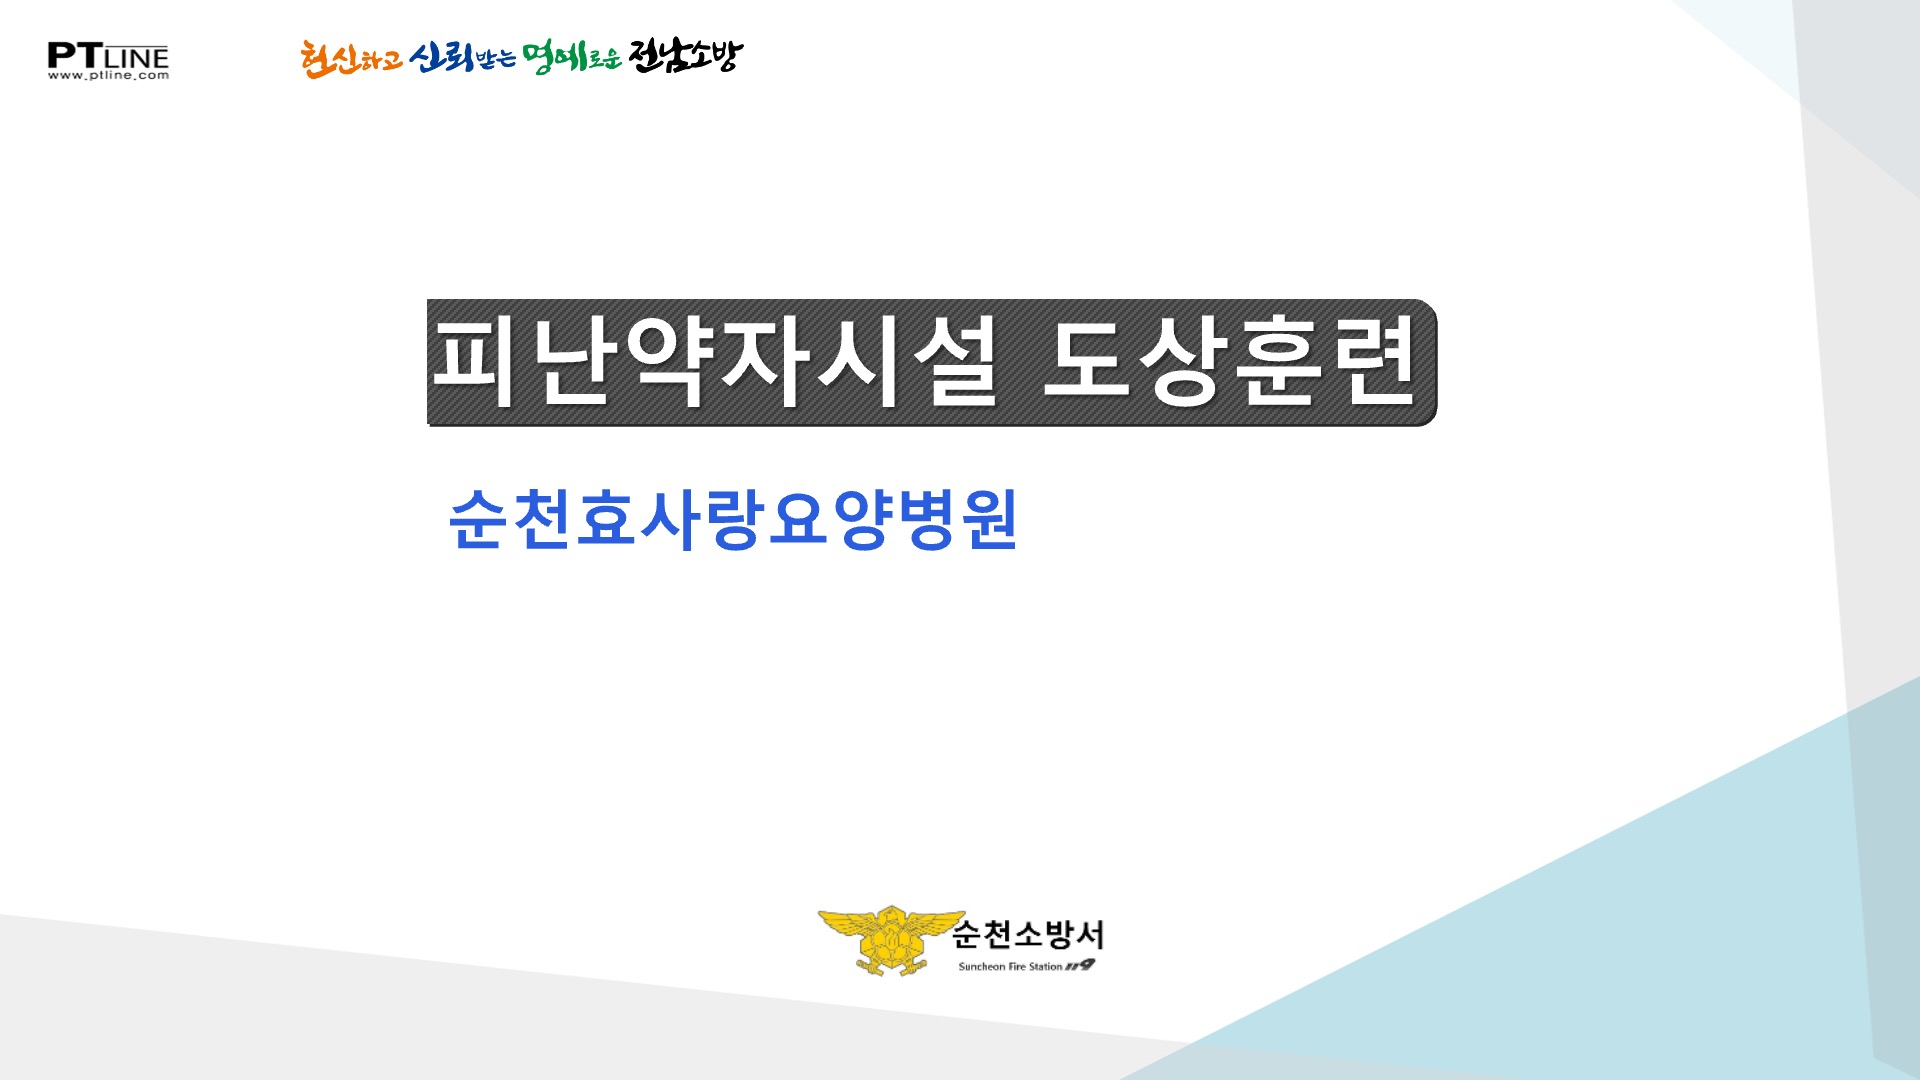 PTLINE
www.ptline.com
헌신하고 신뢰받는 명예로운 전남소방
피난약자시설 도상훈련
순천효사랑요양병원
순천소방서
Suncheon Fire Station 119